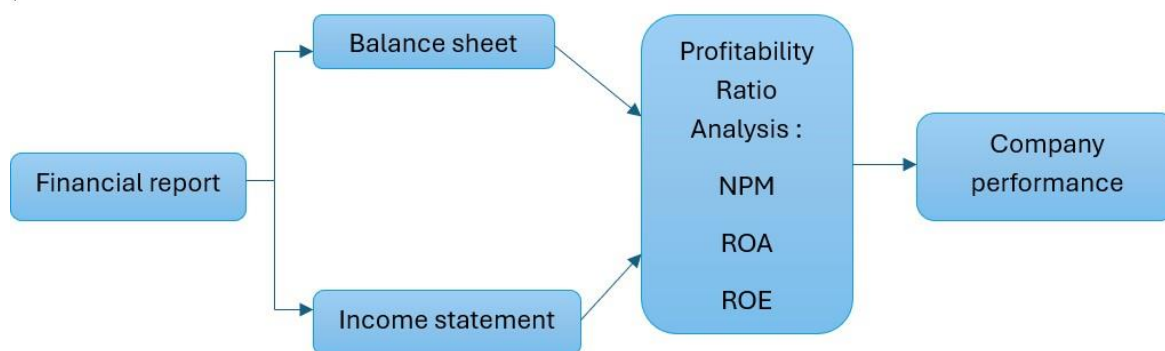 Financial report
Balance sheet
Income statement
Profitability
Ratio
Analysis :
NPM
ROA
ROE
Company
performance